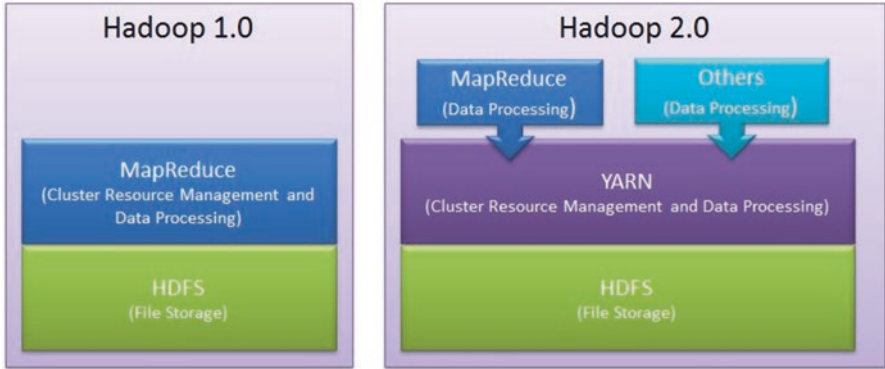 Hadoop 1.0
MapReduce
(Cluster Resource Management and
Data Processing)
HDFS
(File Storage)
Hadoop 2.0
MapReduce
(Data Processing)
Others
(Data Processing)
YARN
(Cluster Resource Management and Data Processing)
HDFS
(File Storage)